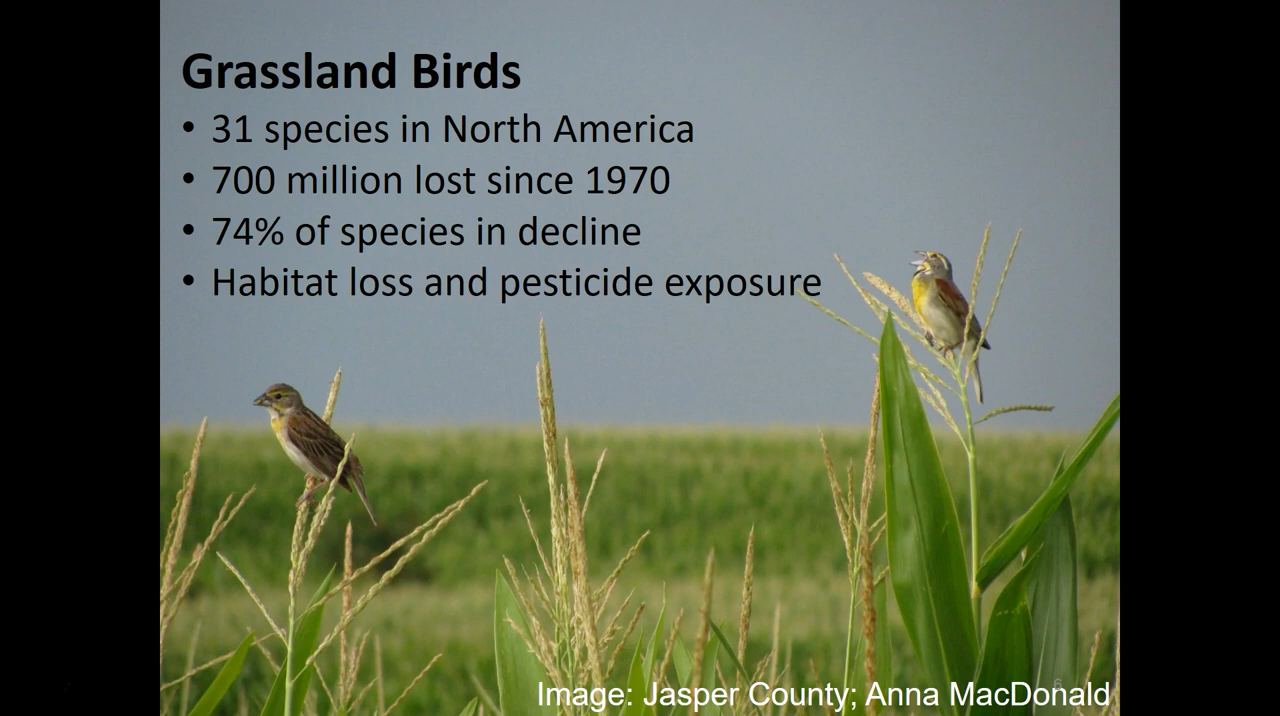 Grassland Birds
• 31 species in North America
• 700 million lost since 1970
• 74% of species in decline
• Habitat loss and pesticide exposure
6
Image: Jasper County; Anna MacDonald